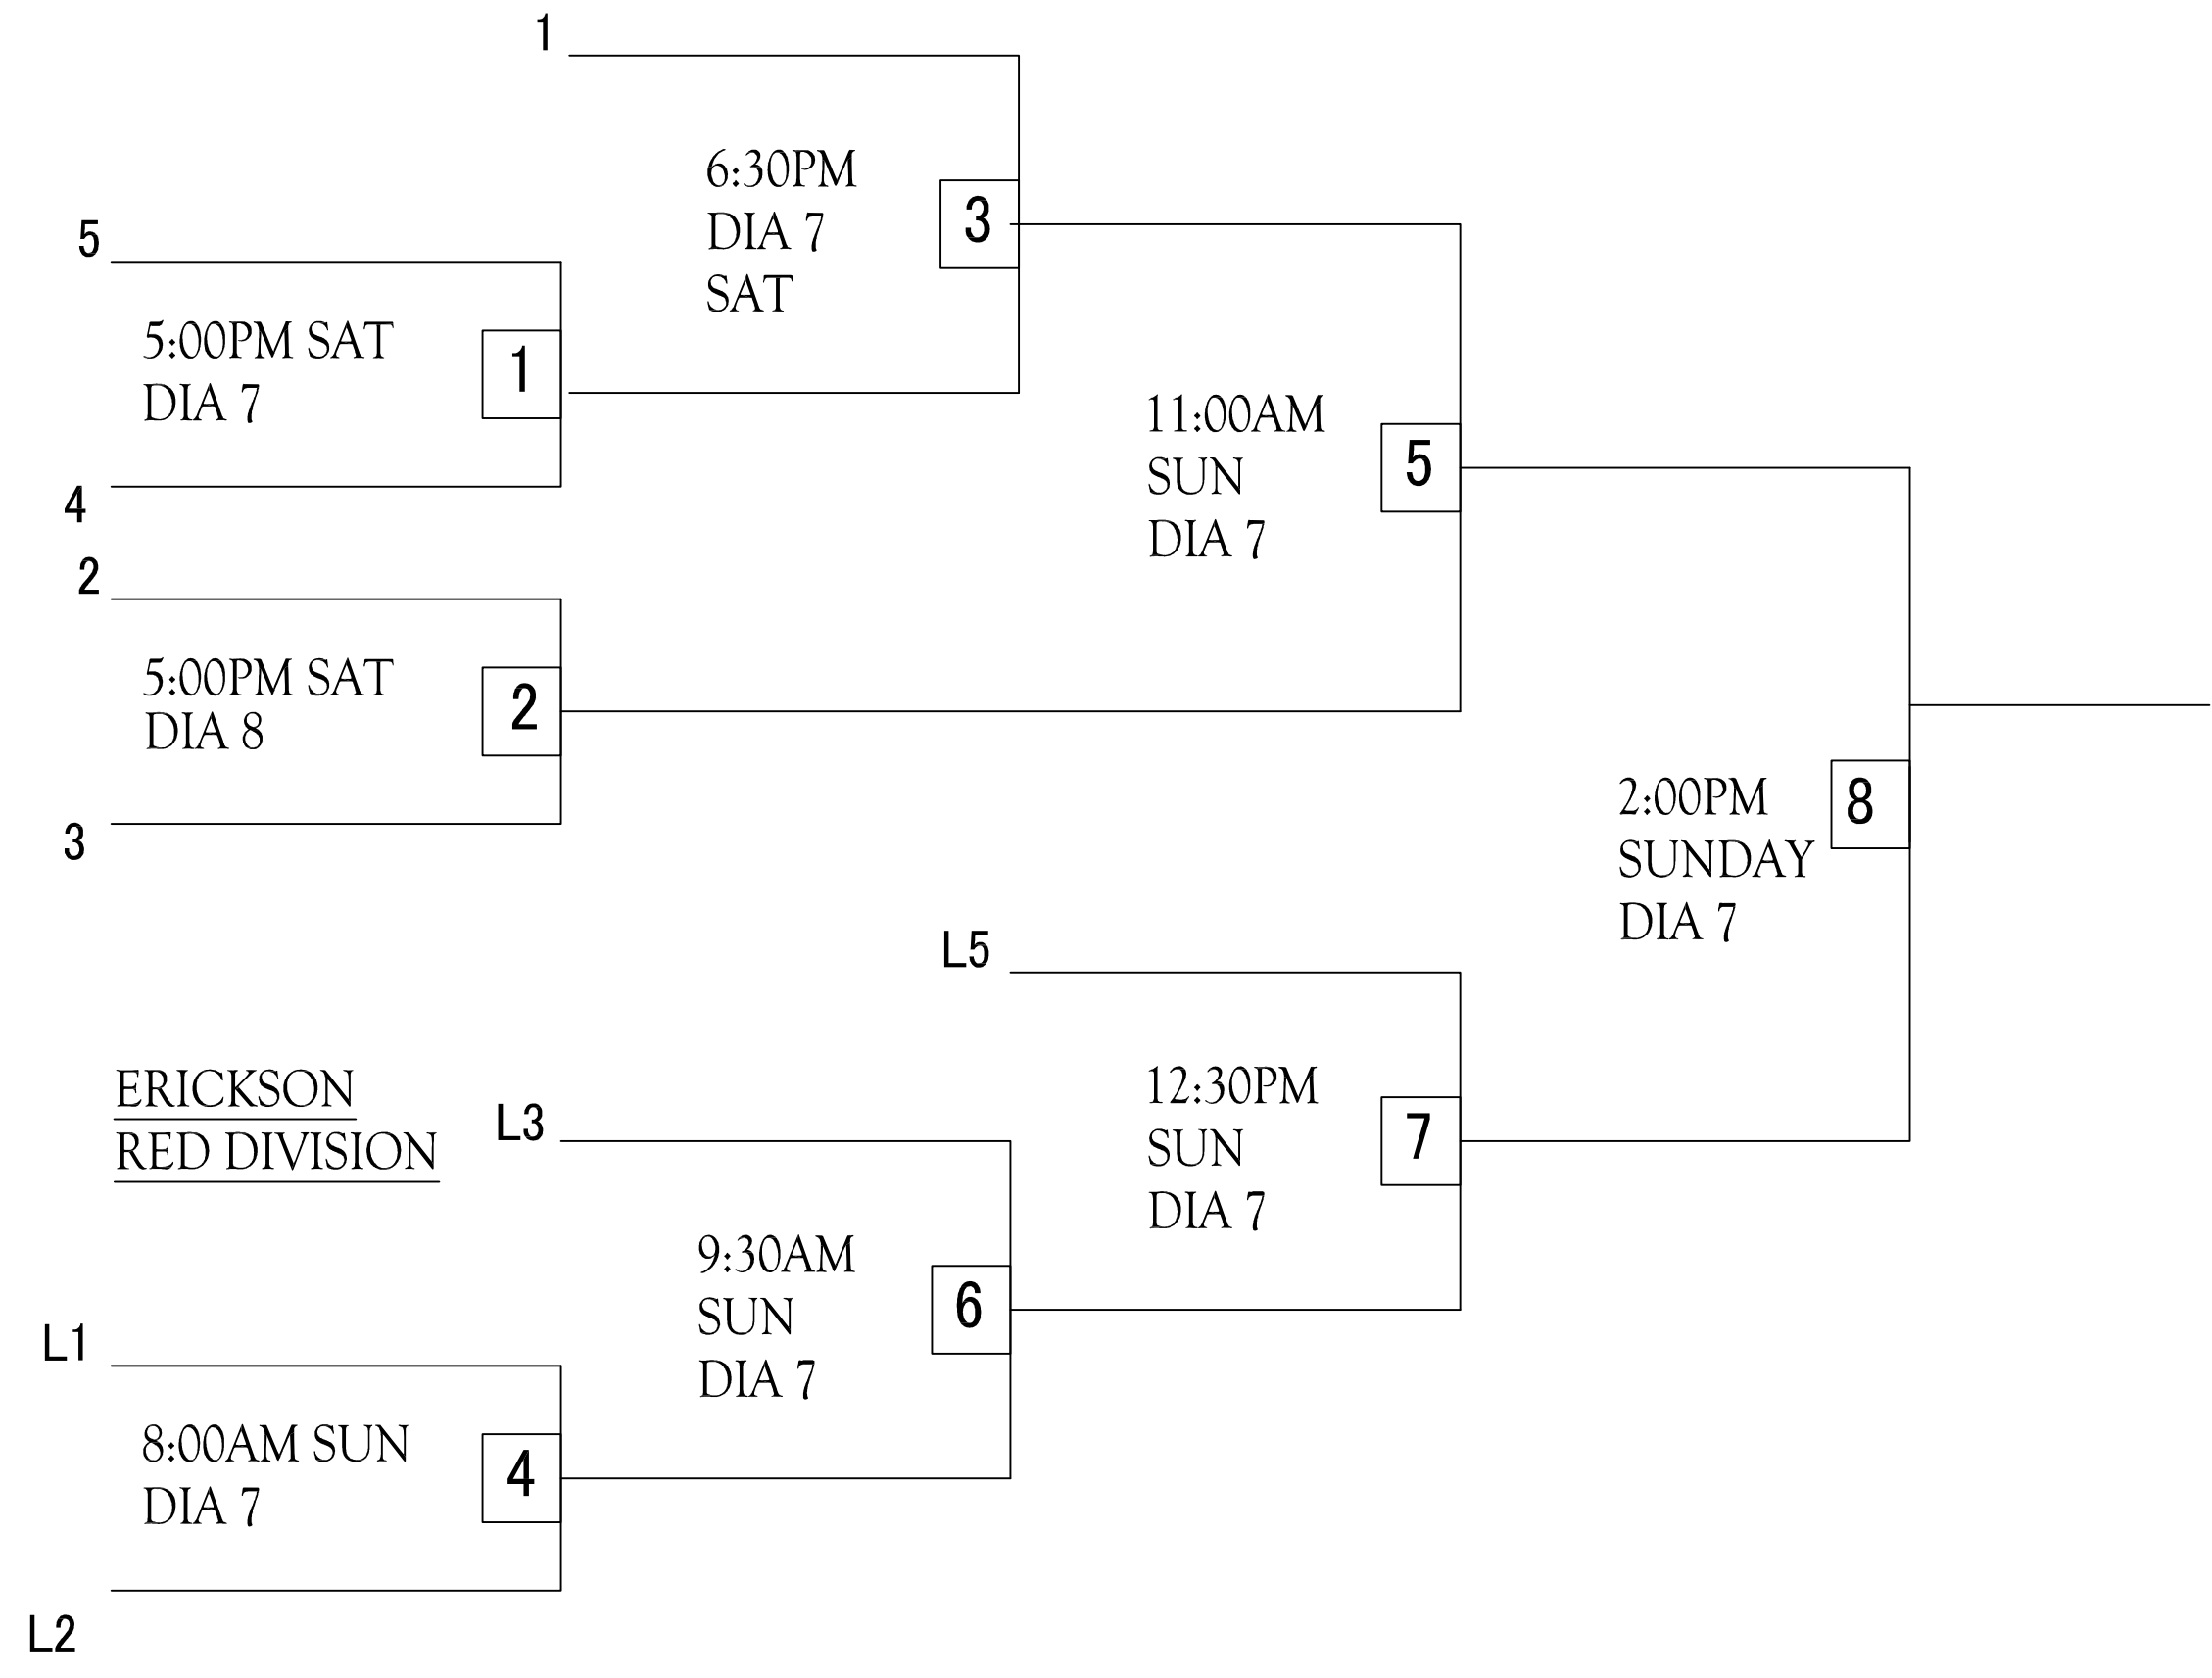 1
6:30PM
DIA 7
SAT
3
5
5:00PM SAT
DIA 7
1
4
11:00AM
SUN
DIA 7
5
2
5:00PM SAT
DIA 8
2
3
2:00PM
SUNDAY
DIA 7
8
L5
12:30PM
SUN
DIA 7
7
ERICKSON
RED DIVISION
L3
9:30AM
SUN
DIA 7
6
L1
8:00AM SUN
DIA 7
4
L2